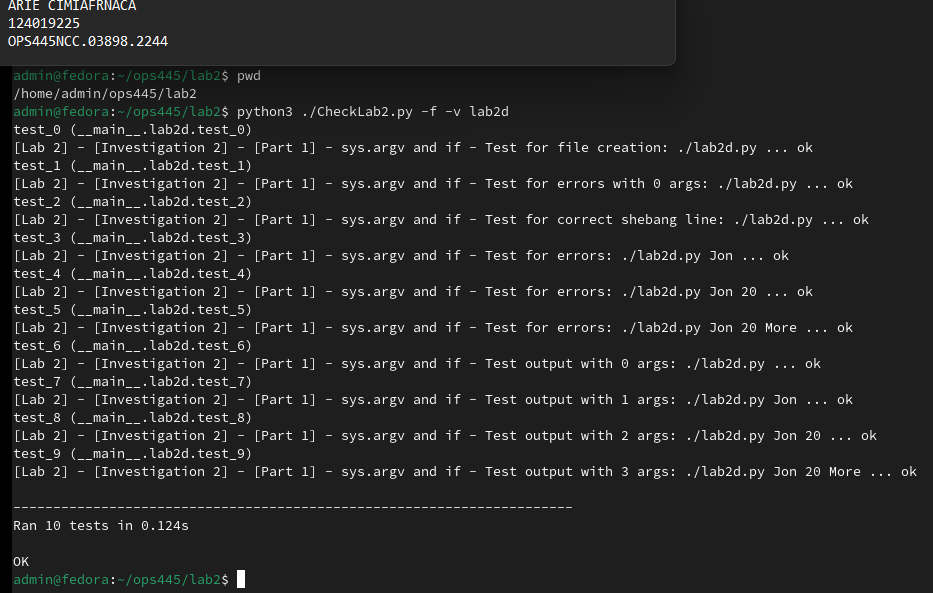 ARIE CIMIAFRNACA
124019225
OPS445NCC.03898.2244
admin@fedora:~/ops445/lab2$ pwd
/home/admin/ops445/lab2
admin@fedora:~/ops445/lab2$ python3 ./CheckLab2.py -f -v lab2d
test_0 (__main__.lab2d.test_0)
[Lab 2] - [Investigation 2] - [Part 1] - sys.argv and if - Test for file creation: ./lab2d.py ... ok
test_1 (__main__.lab2d.test_1)
[Lab 2] - [Investigation 2] - [Part 1] - sys.argv and if - Test for errors with 0 args: ./lab2d.py ... ok
test_2 (__main__.lab2d.test_2)
[Lab 2] - [Investigation 2] - [Part 1] - sys.argv and if - Test for correct shebang line: ./lab2d.py ... ok
test_3 (__main__.lab2d.test_3)
[Lab 2] - [Investigation 2] - [Part 1] - sys.argv and if - Test for errors: ./lab2d.py Jon ... ok
test_4 (__main__.lab2d.test_4)
[Lab 2] - [Investigation 2] - [Part 1] - sys.argv and if - Test for errors: ./lab2d.py Jon 20 ... ok
test_5 (__main__.lab2d.test_5)
[Lab 2] - [Investigation 2] - [Part 1] - sys.argv and if - Test for errors: ./lab2d.py Jon 20 More ... ok
test_6 (__main__.lab2d.test_6)
[Lab 2] - [Investigation 2] - [Part 1] - sys.argv and if - Test output with 0 args: ./lab2d.py ... ok
test_7 (__main__.lab2d.test_7)
[Lab 2] - [Investigation 2] - [Part 1] - sys.argv and if - Test output with 1 args: ./lab2d.py Jon ... ok
test_8 (__main__.lab2d.test_8)
[Lab 2] - [Investigation 2] - [Part 1] - sys.argv and if - Test output with 2 args: ./lab2d.py Jon 20 ... ok
test_9 (__main__.lab2d.test_9)
[Lab 2] - [Investigation 2] - [Part 1] - sys.argv and if - Test output with 3 args: ./lab2d.py Jon 20 More ... ok
----------------------------------------------------------------------
Ran 10 tests in 0.124s
OK
admin@fedora:~/ops445/lab2$